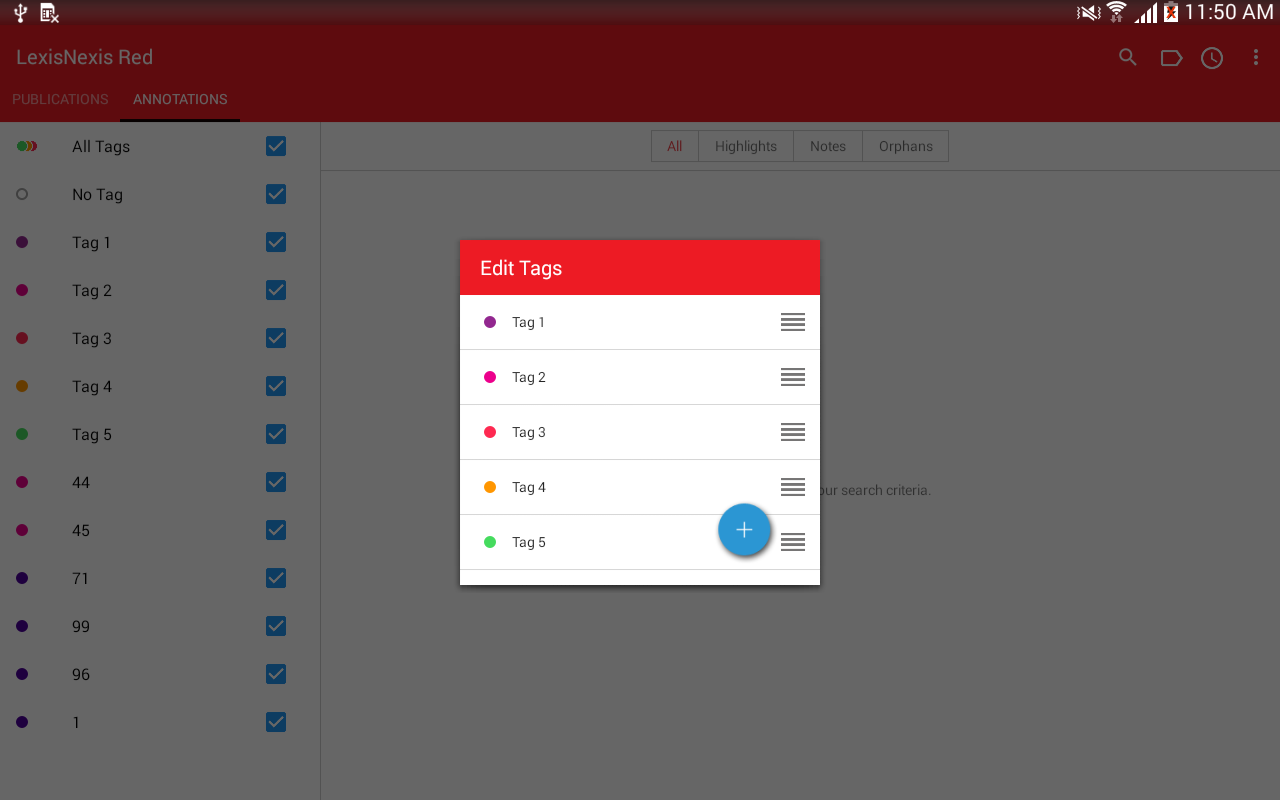 11:50 AM
LexisNexis Red
PUBLICATIONS ANNOTATIONS
All Tags
No Tag
Tag 1
Tag 2
Tag 3
Tag 4
Tag 5
44
45
71
99
96
1
All Highlights Notes Orphans
Edit Tags
Tag 1
Tag 2
Tag 3
Tag 4
Tag 5
search criteria.